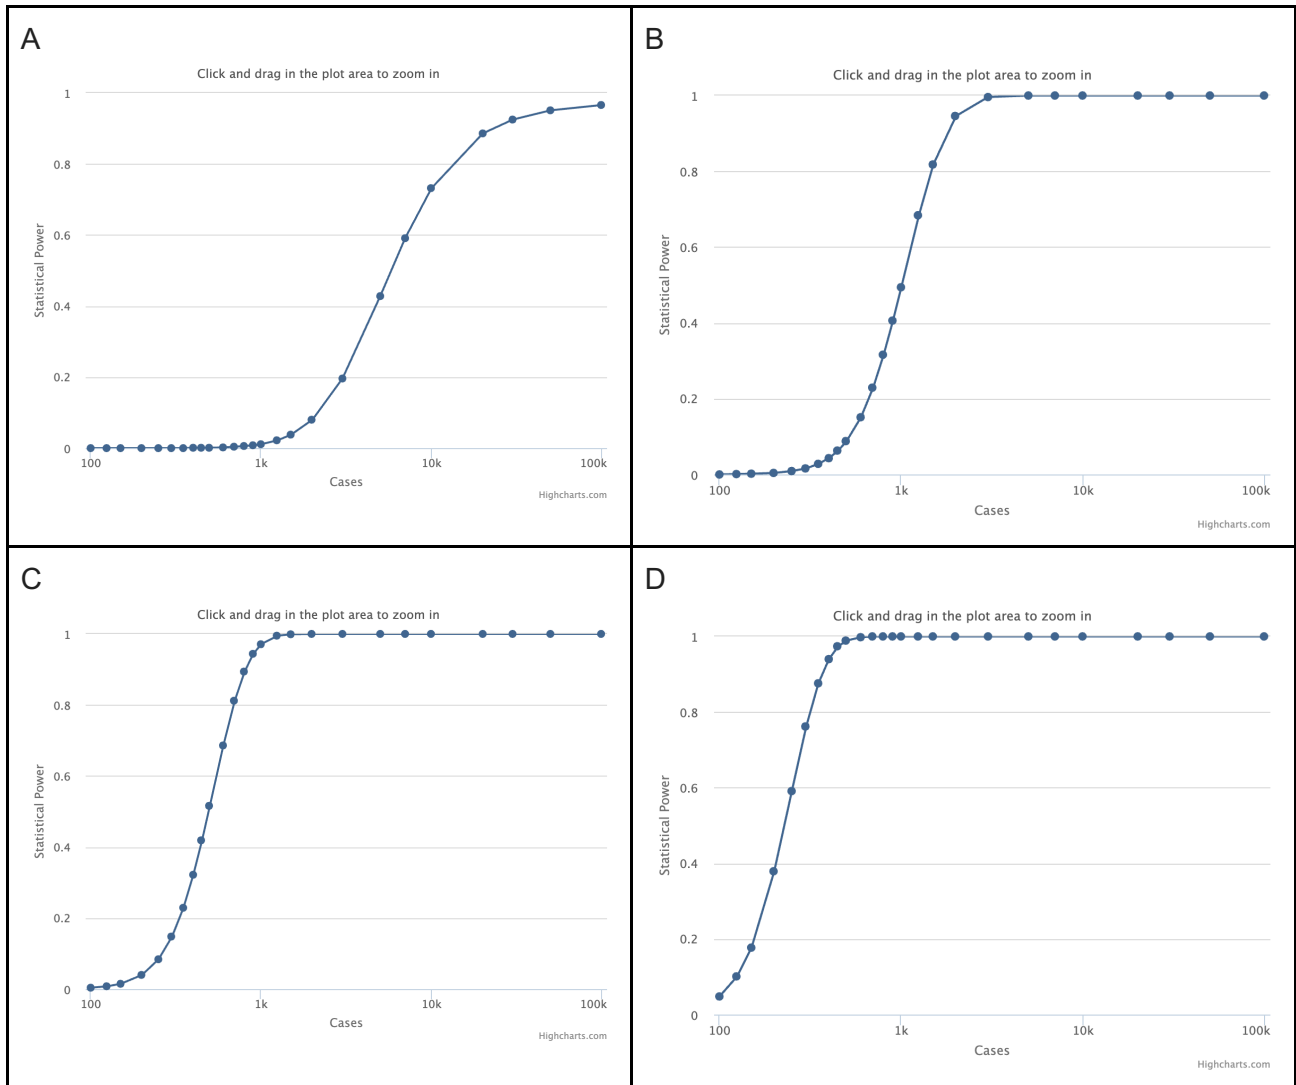 A
Click and drag in the plot area to zoom in
1
0.8
0.6
0.4
0.2
0
Statistical Power
100 1k 10k 100k
Cases
Highcharts.com
B
Click and drag in the plot area to zoom in
1
0.8
0.6
0.4
0.2
0
Statistical Power
100 1k 10k 100k
Cases
Highcharts.com
C
Click and drag in the plot area to zoom in
1
0.8
0.6
0.4
0.2
0
Statistical Power
100 1k 10k 100k
Cases
Highcharts.com
D
Click and drag in the plot area to zoom in
1
0.8
0.6
0.4
0.2
0
Statistical Power
100 1k 10k 100k
Cases
Highcharts.com